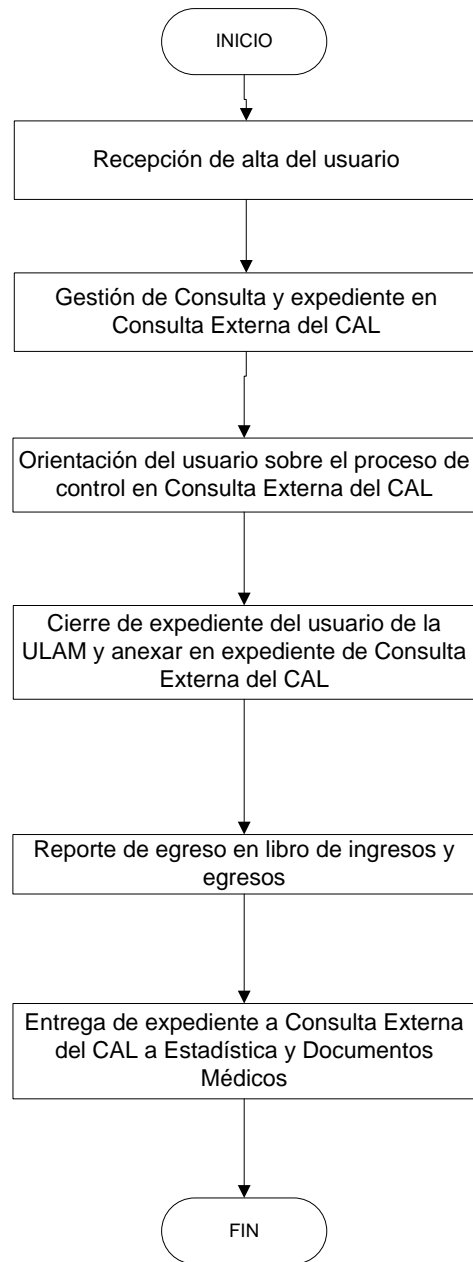 INICIO
Recepción de alta del usuario
Gestión de Consulta y expediente en
Consulta Externa del CAL
Orientación del usuario sobre el proceso de
control en Consulta Externa del CAL
Cierre de expediente del usuario de la
ULAM y anexar en expediente de Consulta
Externa del CAL
Reporte de egreso en libro de ingresos y
egresos
Entrega de expediente a Consulta Externa
del CAL a Estadística y Documentos
Médicos
FIN